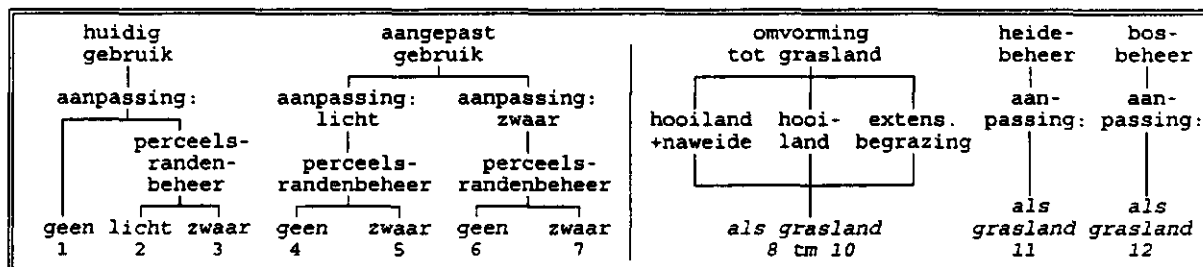 huidig
gebruik
aanpassing:
perceels-
randen-
beheer
geen licht zwaar
1 2 3
aangepast
gebruik
aanpassing:
licht
perceels-
randenbeheer
geen zwaar
4 5
aanpassing:
zwaar
perceels-
randenbeheer
geen zwaar
6 7
omvorming
tot grasland
hooiland
+naweide
hooi-
land
extens.
begrazing
als grasland
8 tm 10
heide-
beheer
aan-
passing:
als
grasland
11
bos-
beheer
aan-
passing:
als
grasland
12